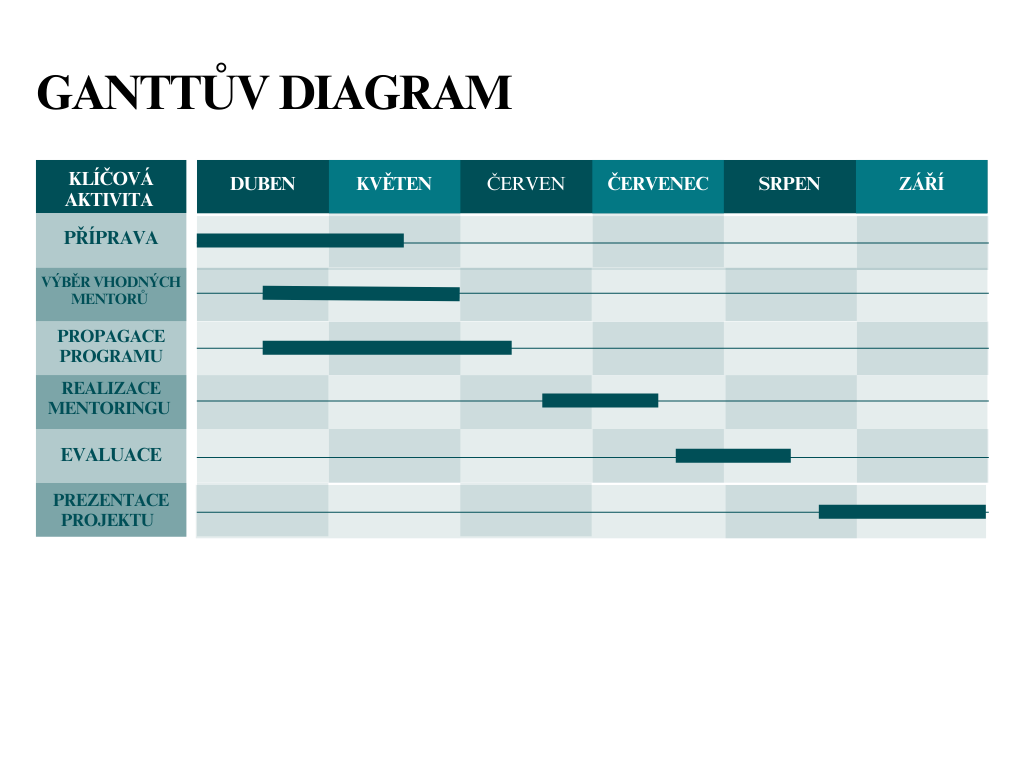 GANTTŮV DIAGRAM
KLÍČOVÁ
AKTIVITA
DUBEN
KVĚTEN
ČERVEN
ČERVENEC
SRPEN
ZÁŘÍ
PŘÍPRAVA
VÝBĚR VHODNÝCH
MENTORŮ
PROPAGACE
PROGRAMU
REALIZACE
MENTORINGU
EVALUACE
PREZENTACE
PROJEKTU